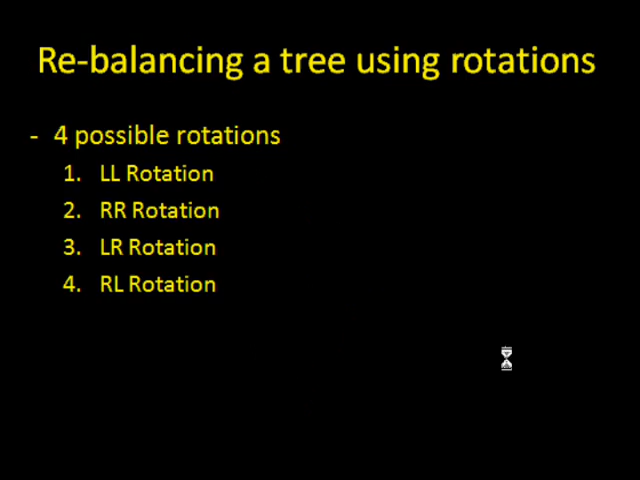 Re-balancing a tree using rotations
- 4 possible rotations
1. LL Rotation
2. RR Rotation
3. LR Rotation
4. RL Rotation